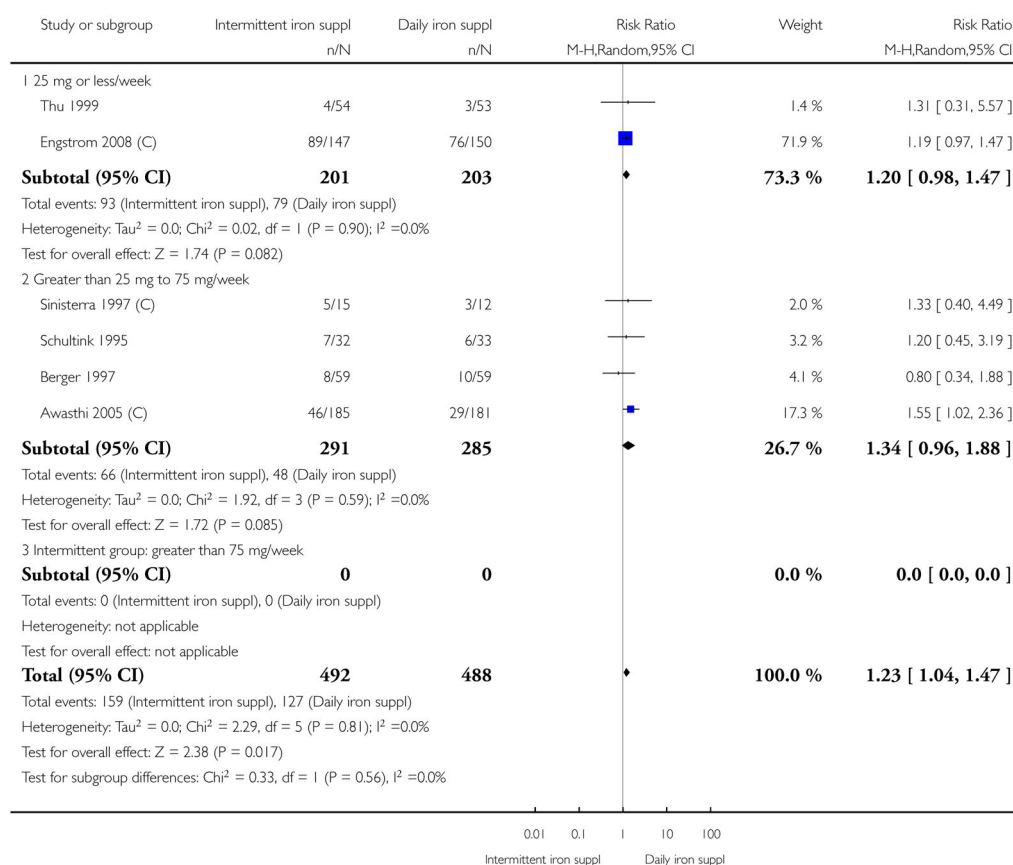 Study or subgroup Intermittent iron suppl Daily iron suppl Risk Ratio Weight Risk Ratio
n/N n/N M-H,Random,95% CI M-H,Random,95% CI
1 25 mg or less/week
Thu 1999 4/54 3/53 1.4 % 1.31 [ 0.31, 5.57 ]
Engstrom 2008 (C) 89/147 76/150 71.9 % 1.19 [ 0.97, 1.47 ]
Subtotal (95% CI) 201 203 73.3 % 1.20 [ 0.98, 1.47 ]
Total events: 93 (Intermittent iron suppl), 79 (Daily iron suppl)
Heterogeneity: Tau² = 0.0; Chi² = 0.02, df = 1 (P = 0.90); I² =0.0%
Test for overall effect: Z = 1.74 (P = 0.082)
2 Greater than 25 mg to 75 mg/week
Sinisterra 1997 (C) 5/15 3/12 2.0 % 1.33 [ 0.40, 4.49 ]
Schultink 1995 7/32 6/33 3.2 % 1.20 [ 0.45, 3.19 ]
Berger 1997 8/59 10/59 4.1 % 0.80 [ 0.34, 1.88 ]
Awasthi 2005 (C) 46/185 29/181 17.3 % 1.55 [ 1.02, 2.36 ]
Subtotal (95% CI) 291 285 26.7 % 1.34 [ 0.96, 1.88 ]
Total events: 66 (Intermittent iron suppl), 48 (Daily iron suppl)
Heterogeneity: Tau² = 0.0; Chi² = 1.92, df = 3 (P = 0.59); I² =0.0%
Test for overall effect: Z = 1.72 (P = 0.085)
3 Intermittent group: greater than 75 mg/week
Subtotal (95% CI) 0 0 0.0 % 0.0 [ 0.0, 0.0 ]
Total events: 0 (Intermittent iron suppl), 0 (Daily iron suppl)
Heterogeneity: not applicable
Test for overall effect: not applicable
Total (95% CI) 492 488 100.0 % 1.23 [ 1.04, 1.47 ]
Total events: 159 (Intermittent iron suppl), 127 (Daily iron suppl)
Heterogeneity: Tau² = 0.0; Chi² = 2.29, df = 5 (P = 0.81); I² =0.0%
Test for overall effect: Z = 2.38 (P = 0.017)
Test for subgroup differences: Chi² = 0.33, df = 1 (P = 0.56), I² =0.0%
0.01 0.1 1 10 100
Intermittent iron suppl Daily iron suppl